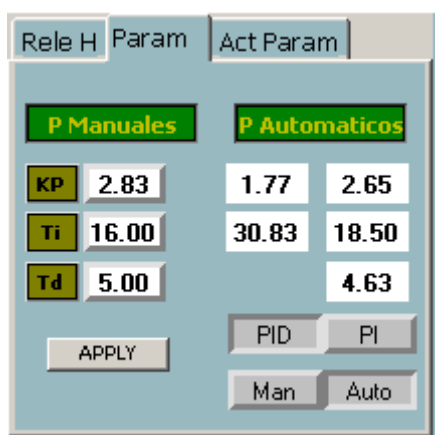 Rele H Param Act Param
P Manuales P Automaticos
KP 2.83 1.77 2.65
Ti 16.00 30.83 18.50
Td 5.00 4.63
PID PI
APPLY
Man Auto